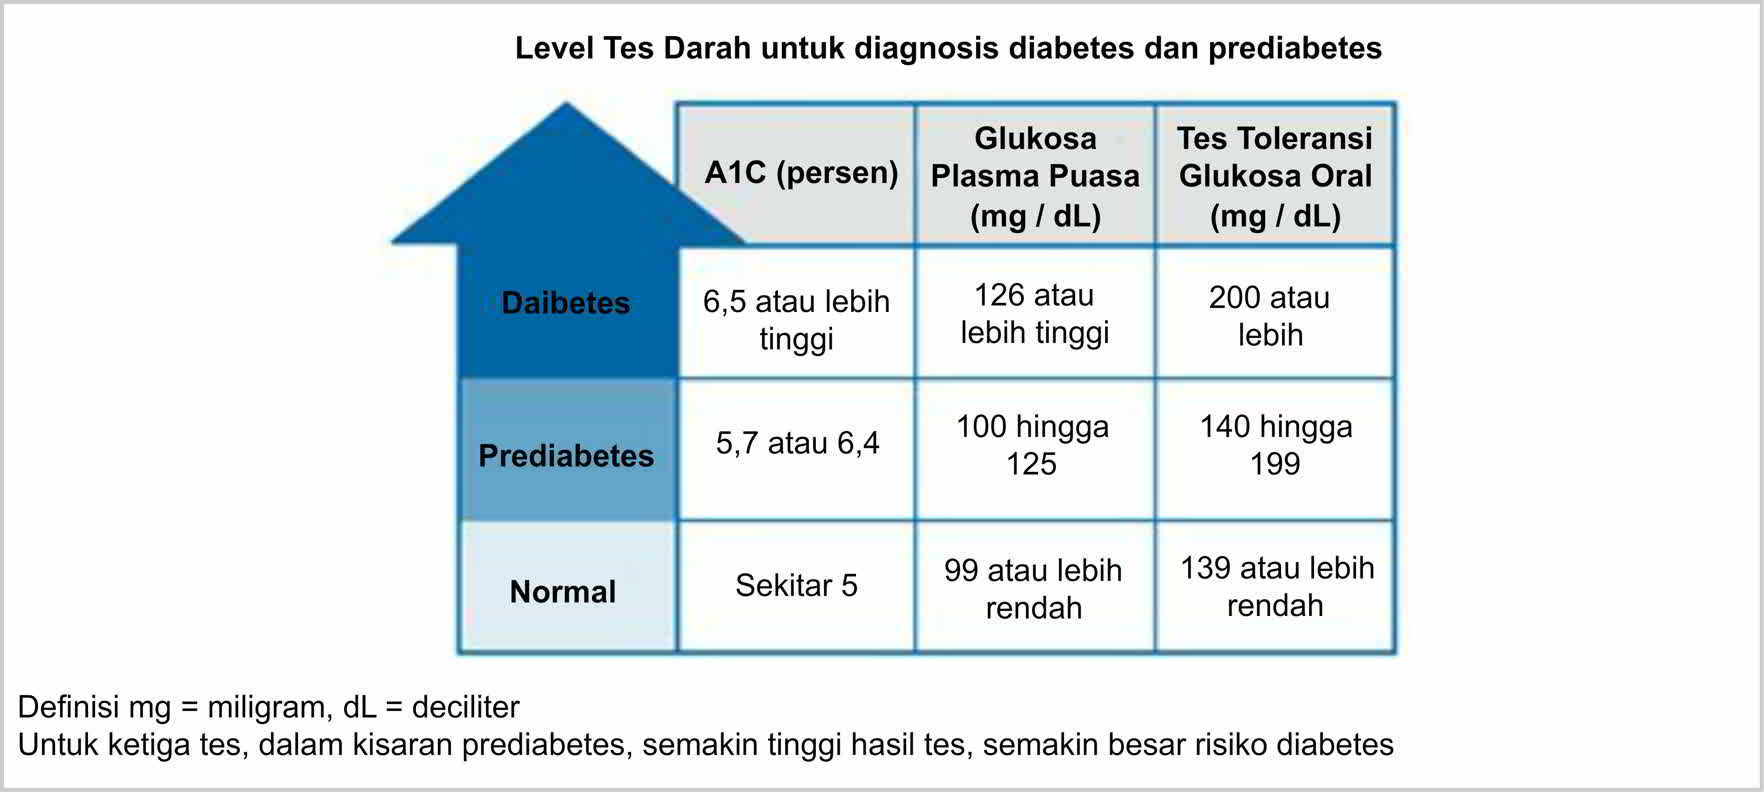 Level Tes Darah untuk diagnosis diabetes dan prediabetes
A1C (persen)
Glukosa
Plasma Puasa
(mg / dL)
Tes Toleransi
Glukosa Oral
(mg / dL)
Daibetes
6,5 atau lebih
tinggi
126 atau
lebih tinggi
200 atau
lebih
Prediabetes
5,7 atau 6,4
100 hingga
125
140 hingga
199
Normal
Sekitar 5
99 atau lebih
rendah
139 atau lebih
rendah
Definisi mg = miligram, dL = deciliter
Untuk ketiga tes, dalam kisaran prediabetes, semakin tinggi hasil tes, semakin besar risiko diabetes